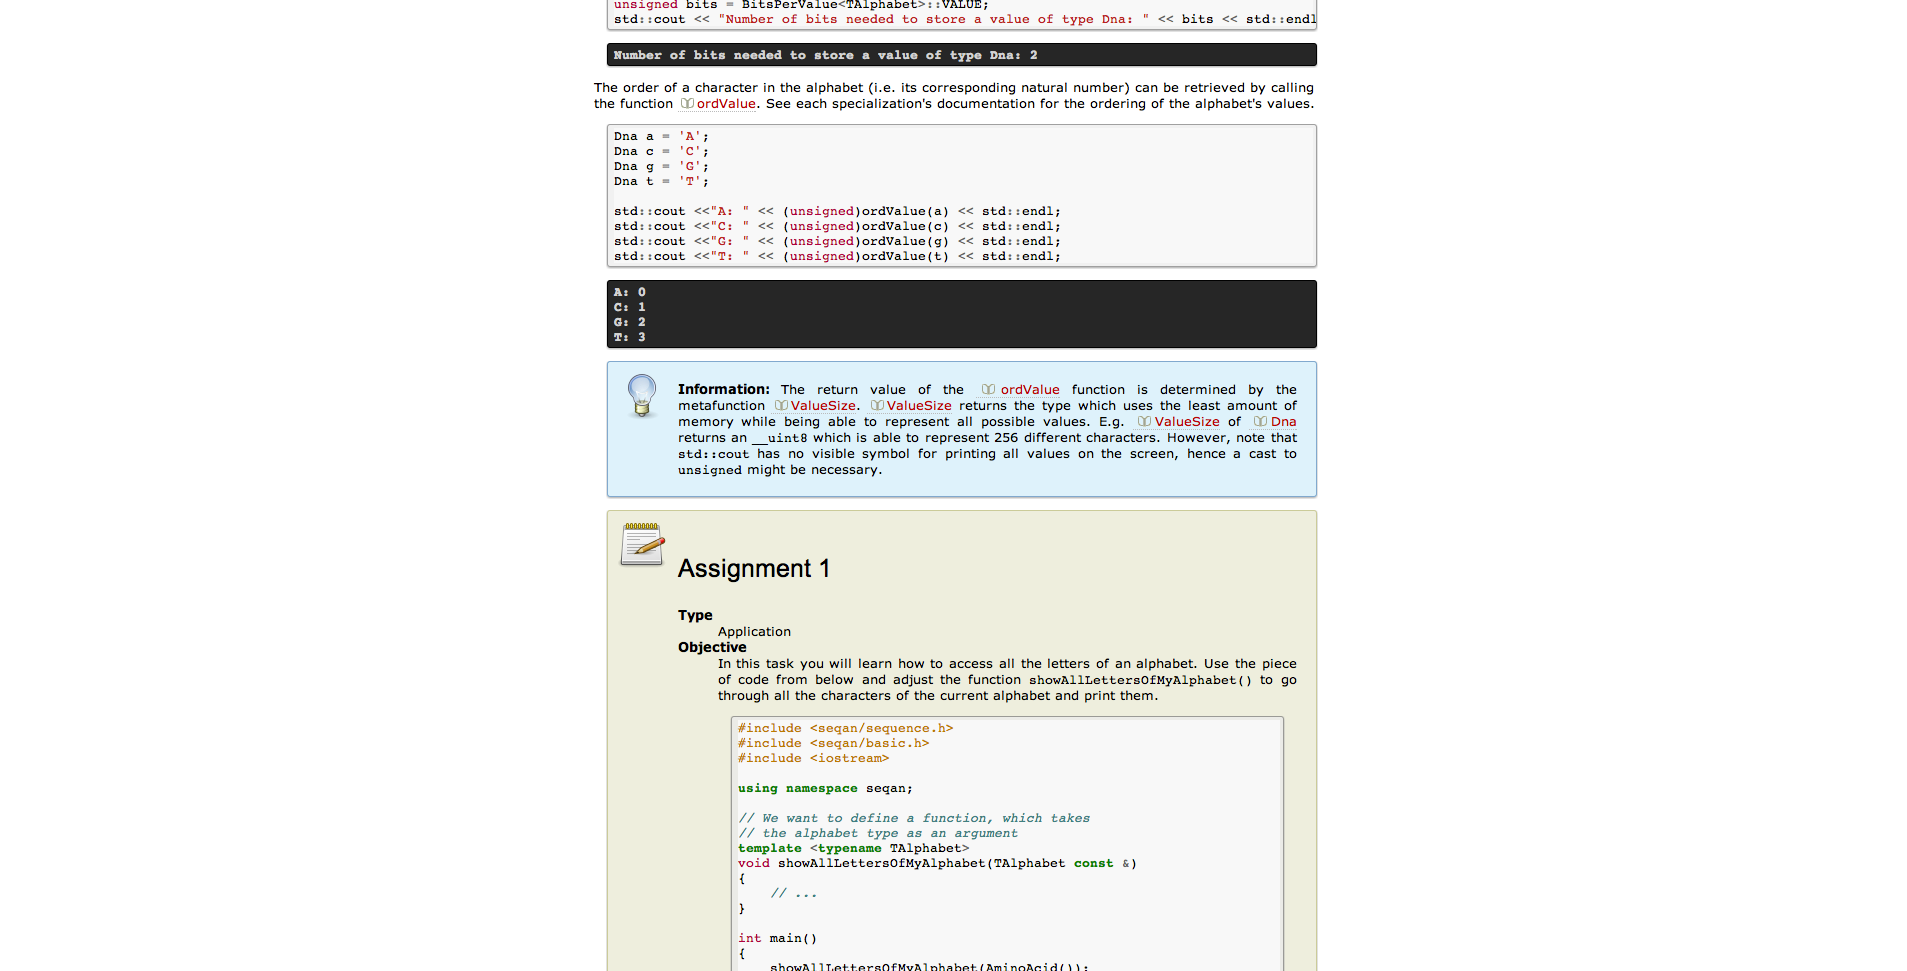 unsigned bits = BitsPerValue<TAlphabet>::VALUE;
std::cout << "Number of bits needed to store a value of type Dna: " << bits << std::endl
Number of bits needed to store a value of type Dna: 2
The order of a character in the alphabet (i.e. its corresponding natural number) can be retrieved by calling
the function ordValue. See each specialization's documentation for the ordering of the alphabet's values.
Dna a = 'A';
Dna c = 'C';
Dna g = 'G';
Dna t = 'T';
std::cout <<"A: " << (unsigned)ordValue(a) << std::endl;
std::cout <<"C: " << (unsigned)ordValue(c) << std::endl;
std::cout <<"G: " << (unsigned)ordValue(g) << std::endl;
std::cout <<"T: " << (unsigned)ordValue(t) << std::endl;
A: 0
C: 1
G: 2
T: 3
Information: The return value of the ordValue function is determined by the
metafunction ValueSize. ValueSize returns the type which uses the least amount of
memory while being able to represent all possible values. E.g. ValueSize of Dna
returns an __uint8 which is able to represent 256 different characters. However, note that
std::cout has no visible symbol for printing all values on the screen, hence a cast to
unsigned might be necessary.
Assignment 1
Type
Application
Objective
In this task you will learn how to access all the letters of an alphabet. Use the piece
of code from below and adjust the function showAllLettersOfMyAlphabet() to go
through all the characters of the current alphabet and print them.
#include <seqan/sequence.h>
#include <seqan/basic.h>
#include <iostream>
using namespace seqan;
// We want to define a function, which takes
// the alphabet type as an argument
template <typename TAlphabet>
void showAllLettersOfMyAlphabet(TAlphabet const &)
{
// ...
}
int main()
{
showAllLettersOfMyAlphabet(AminoAcid());